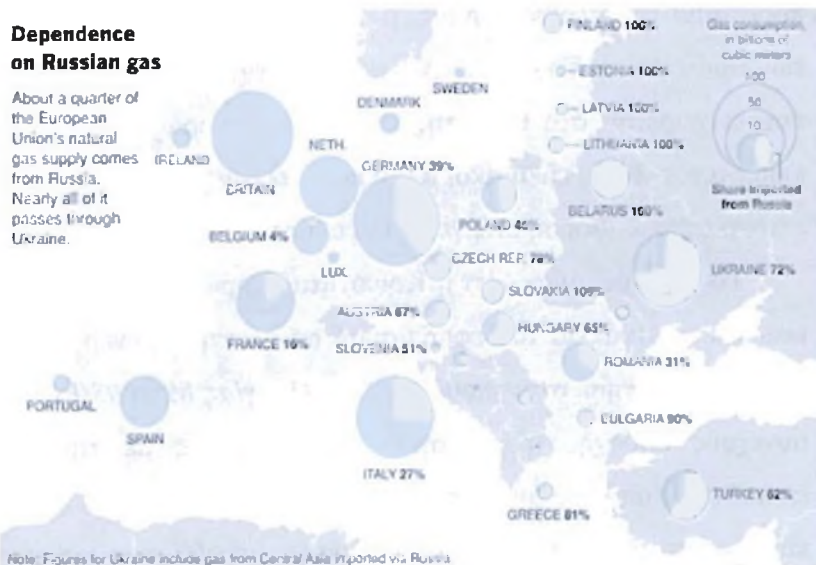 Dependence
on Russian gas
About a quarter of
the European
Union's natural
gas supply comes
from Russia.
Nearly all of it
passes through
Ukraine.
FINLAND 100%
ESTONIA 100%
LATVIA 100%
LITHUANIA 100%
Gas consumption,
in billions of
cubic meters
100
50
10
Share imported
from Russia
SWEDEN
DENMARK
IRELAND
NETH.
BRITAIN
GERMANY 39%
POLAND
BELARUS 100%
BELGIUM 4%
LUX.
CZECH REP.
UKRAINE 72%
SLOVAKIA
AUSTRIA 67%
HUNGARY 65%
FRANCE 16%
SLOVENIA 51%
ROMANIA 31%
PORTUGAL
SPAIN
BULGARIA 90%
ITALY 27%
GREECE 81%
TURKEY 62%
Note: Figures for Ukraine include gas from Central Asia imported via Russia